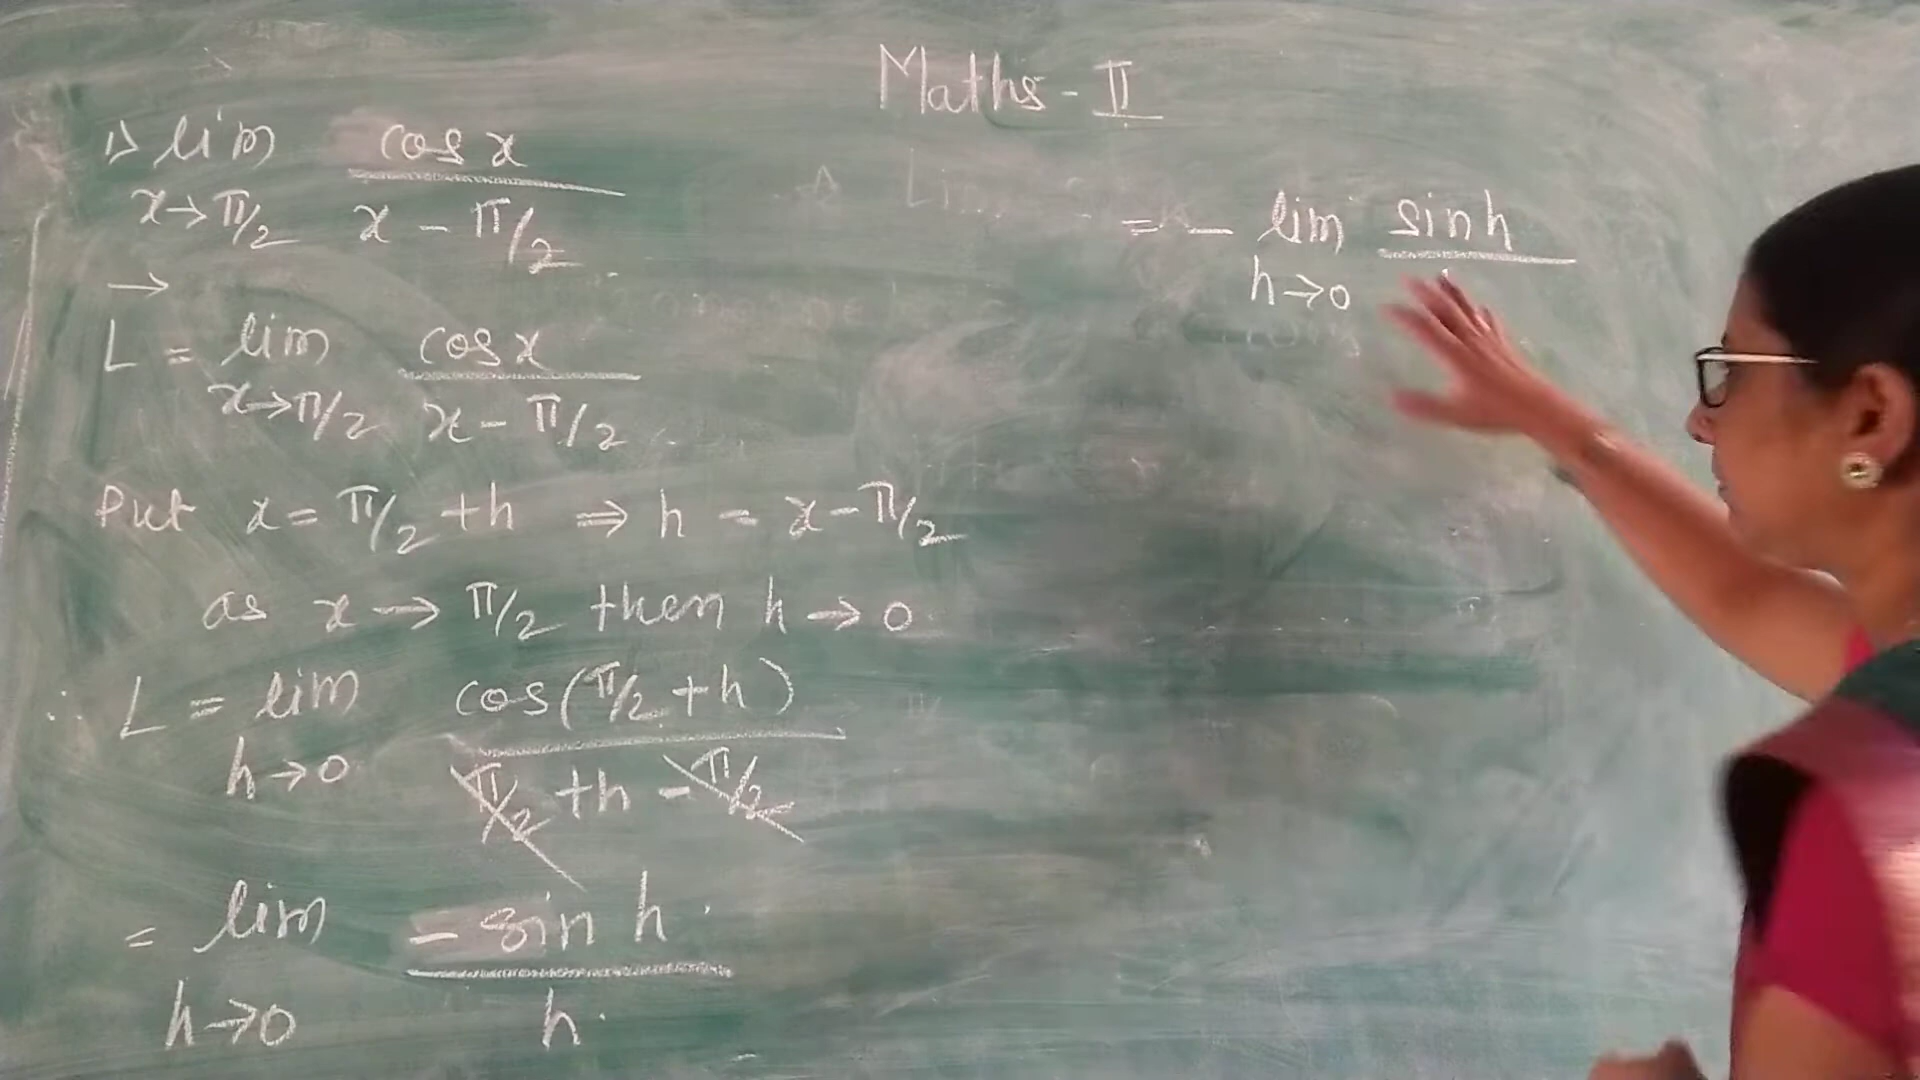 Maths - II
1) lim cos x
x→π/2 x - π/2
→
L = lim cos x
x→π/2 x - π/2
Put x = π/2 + h ⇒ h = x - π/2
as x → π/2 then h → 0
∴ L = lim cos(π/2 + h)
h→0 π/2 + h - π/2
= lim - sin h
h→0 h
= - lim sin h
h→0